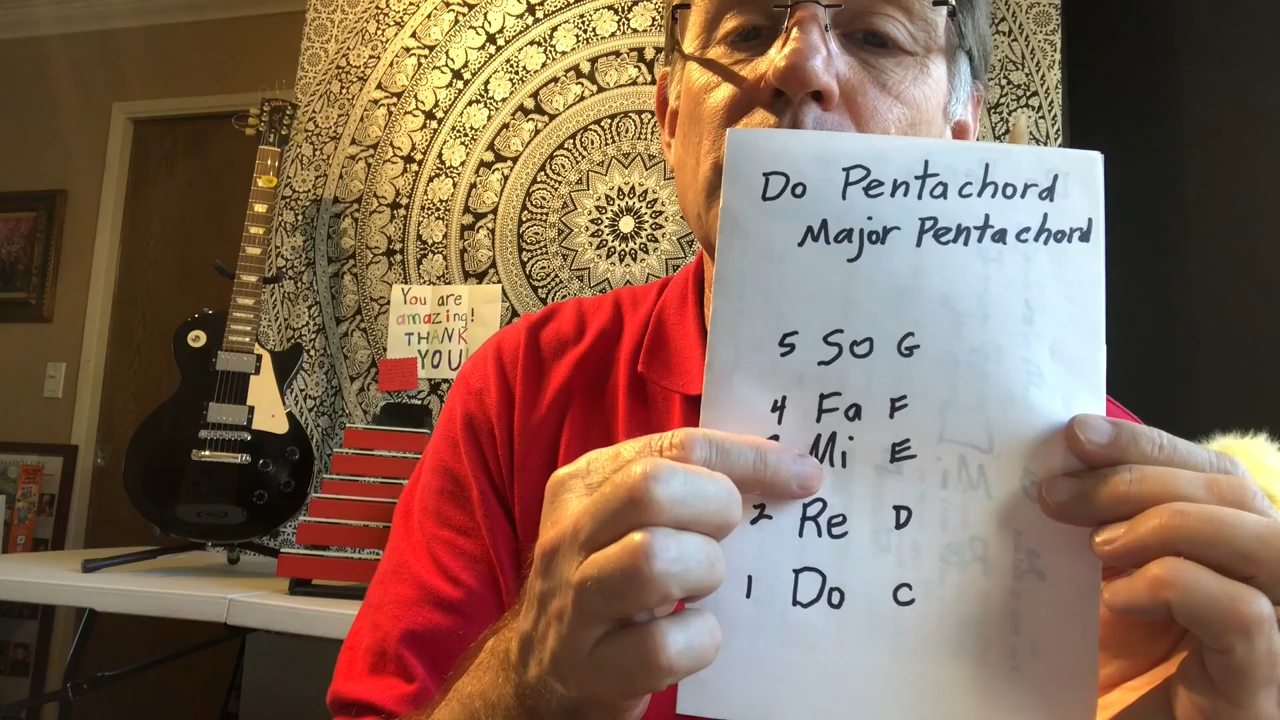 Do Pentachord
Major Pentachord
5 So G
4 Fa F
Mi E
2 Re D
1 Do C
You are
amazing!
THANK
YOU!